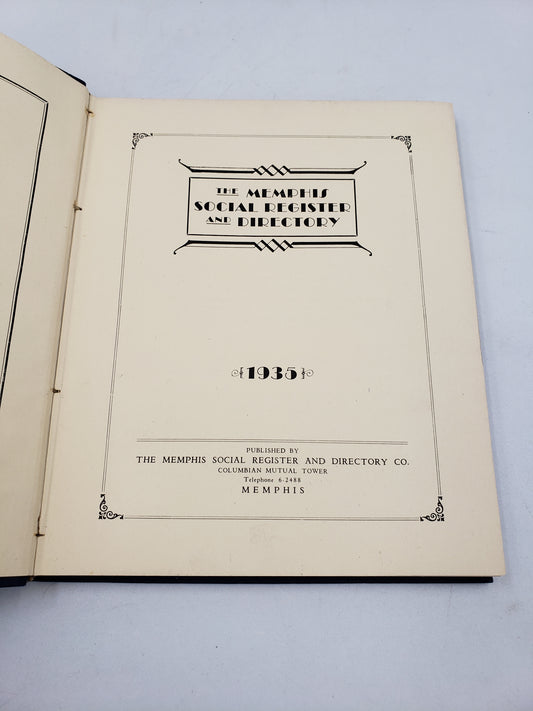 THE MEMPHIS
SOCIAL REGISTER
AND DIRECTORY
1935
PUBLISHED BY
THE MEMPHIS SOCIAL REGISTER AND DIRECTORY CO.
COLUMBIAN MUTUAL TOWER
Telephone 6-2488
MEMPHIS